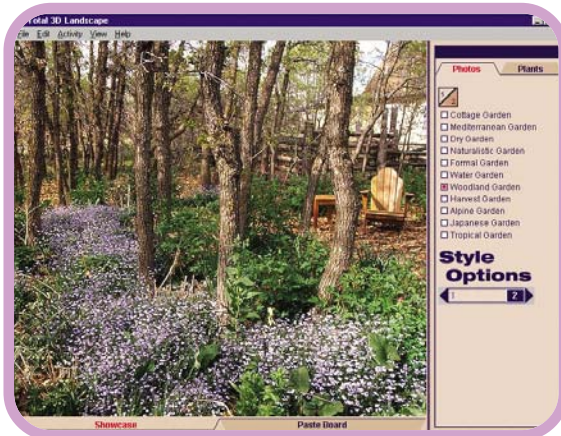 Total 3D Landscape
File Edit Activity View Help
Photos Plants
Cottage Garden
Mediterranean Garden
Dry Garden
Naturalistic Garden
Formal Garden
Water Garden
Woodland Garden
Harvest Garden
Alpine Garden
Japanese Garden
Tropical Garden
Style
Options
1 2
Showcase Paste Board